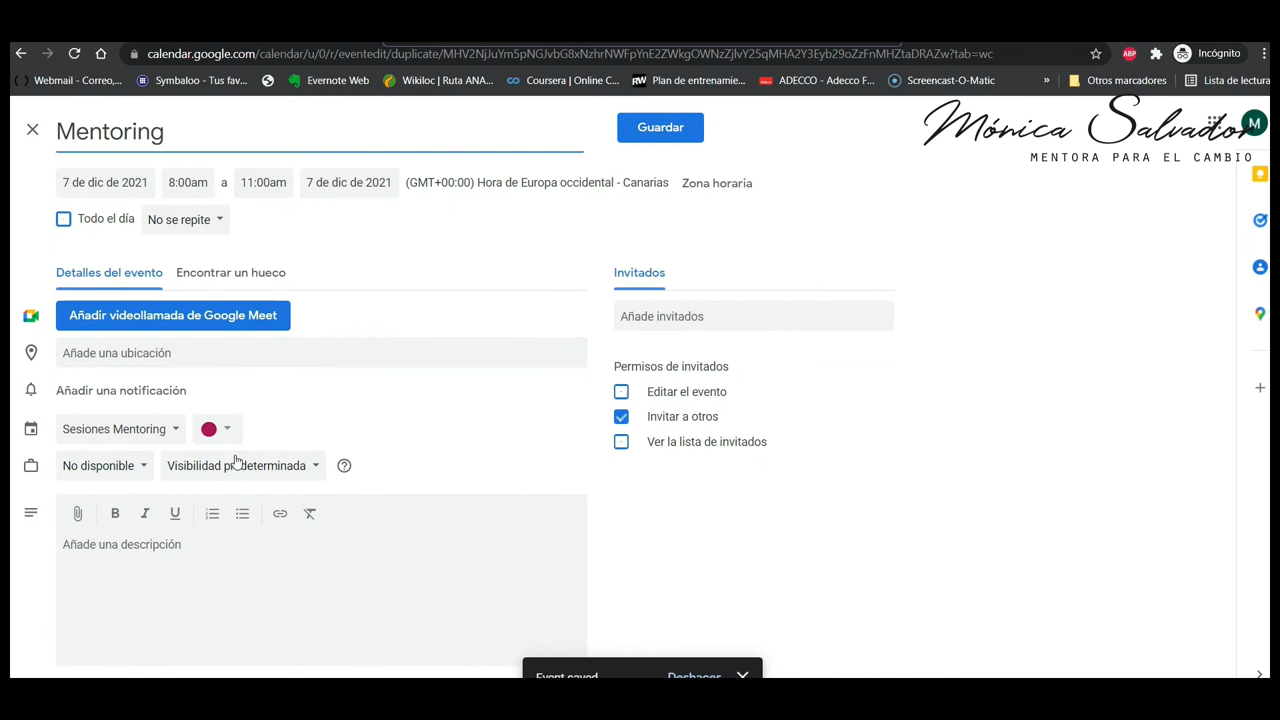 calendar.google.com/calendar/u/0/r/eventedit/duplicate/MHV2NjJuYm5pNGJvbG8xNzhrNWFpYnE2ZWkgOWNzZjlvY25qMHA2Y3Eyb29oZzFnMHZtaDRAZw?tab=wc
ABP
Incógnito
Webmail - Correo,...
Symbaloo - Tus fav...
Evernote Web
Wikiloc | Ruta ANA...
Coursera | Online C...
RW
Plan de entrenamie...
ADECCO - Adecco F...
Screencast-O-Matic
»
Otros marcadores
Lista de lectura
Mentoring
Guardar
Mónica Salvador
M
MENTORA PARA EL CAMBIO
7 de dic de 2021
8:00am
a
11:00am
7 de dic de 2021
(GMT+00:00) Hora de Europa occidental - Canarias
Zona horaria
Todo el día
No se repite
Detalles del evento
Encontrar un hueco
Invitados
Añadir videollamada de Google Meet
Añade invitados
Añade una ubicación
Permisos de invitados
Añadir una notificación
Editar el evento
Sesiones Mentoring
Invitar a otros
Ver la lista de invitados
No disponible
Visibilidad predeterminada
B I U
Añade una descripción
Event saved
Deshacer